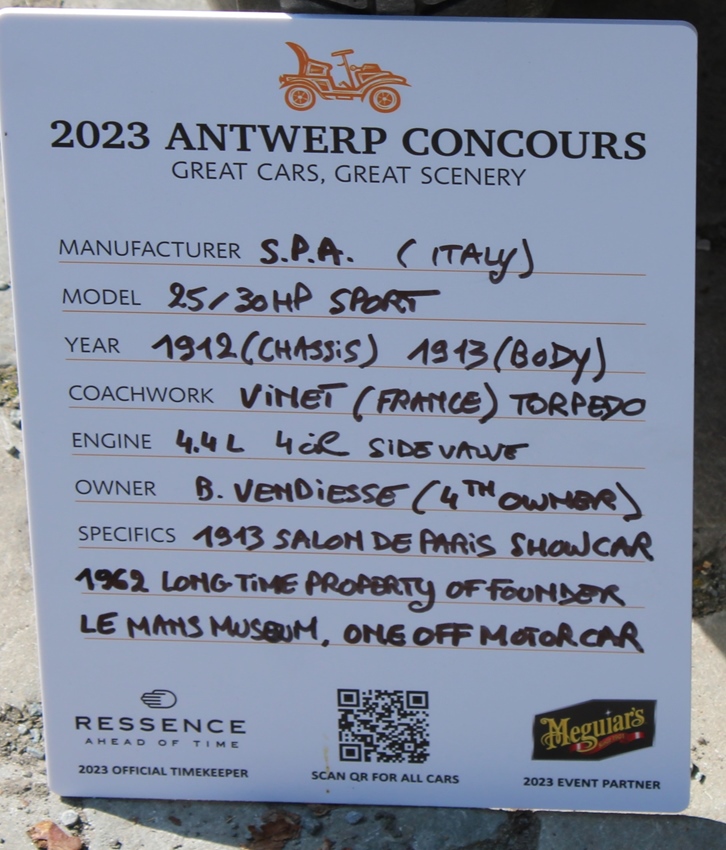 2023 ANTWERP CONCOURS
GREAT CARS, GREAT SCENERY
MANUFACTURER S.P.A. (ITALY)
MODEL 25/30HP SPORT
YEAR 1912(CHASSIS) 1913(BODY)
COACHWORK VINET (FRANCE) TORPEDO
ENGINE 4.4L 4 SIDE VALVE
OWNER B. VENDIESSE (4TH OWNER)
SPECIFICS 1913 SALON DE PARIS SHOWCAR
1962 LONG TIME PROPERTY OF FOUNDER
LE MANS MUSEUM, ONE OFF MOTORCAR
RESSENCE
AHEAD OF TIME
2023 OFFICIAL TIMEKEEPER
SCAN QR FOR ALL CARS
Meguiar's
2023 EVENT PARTNER